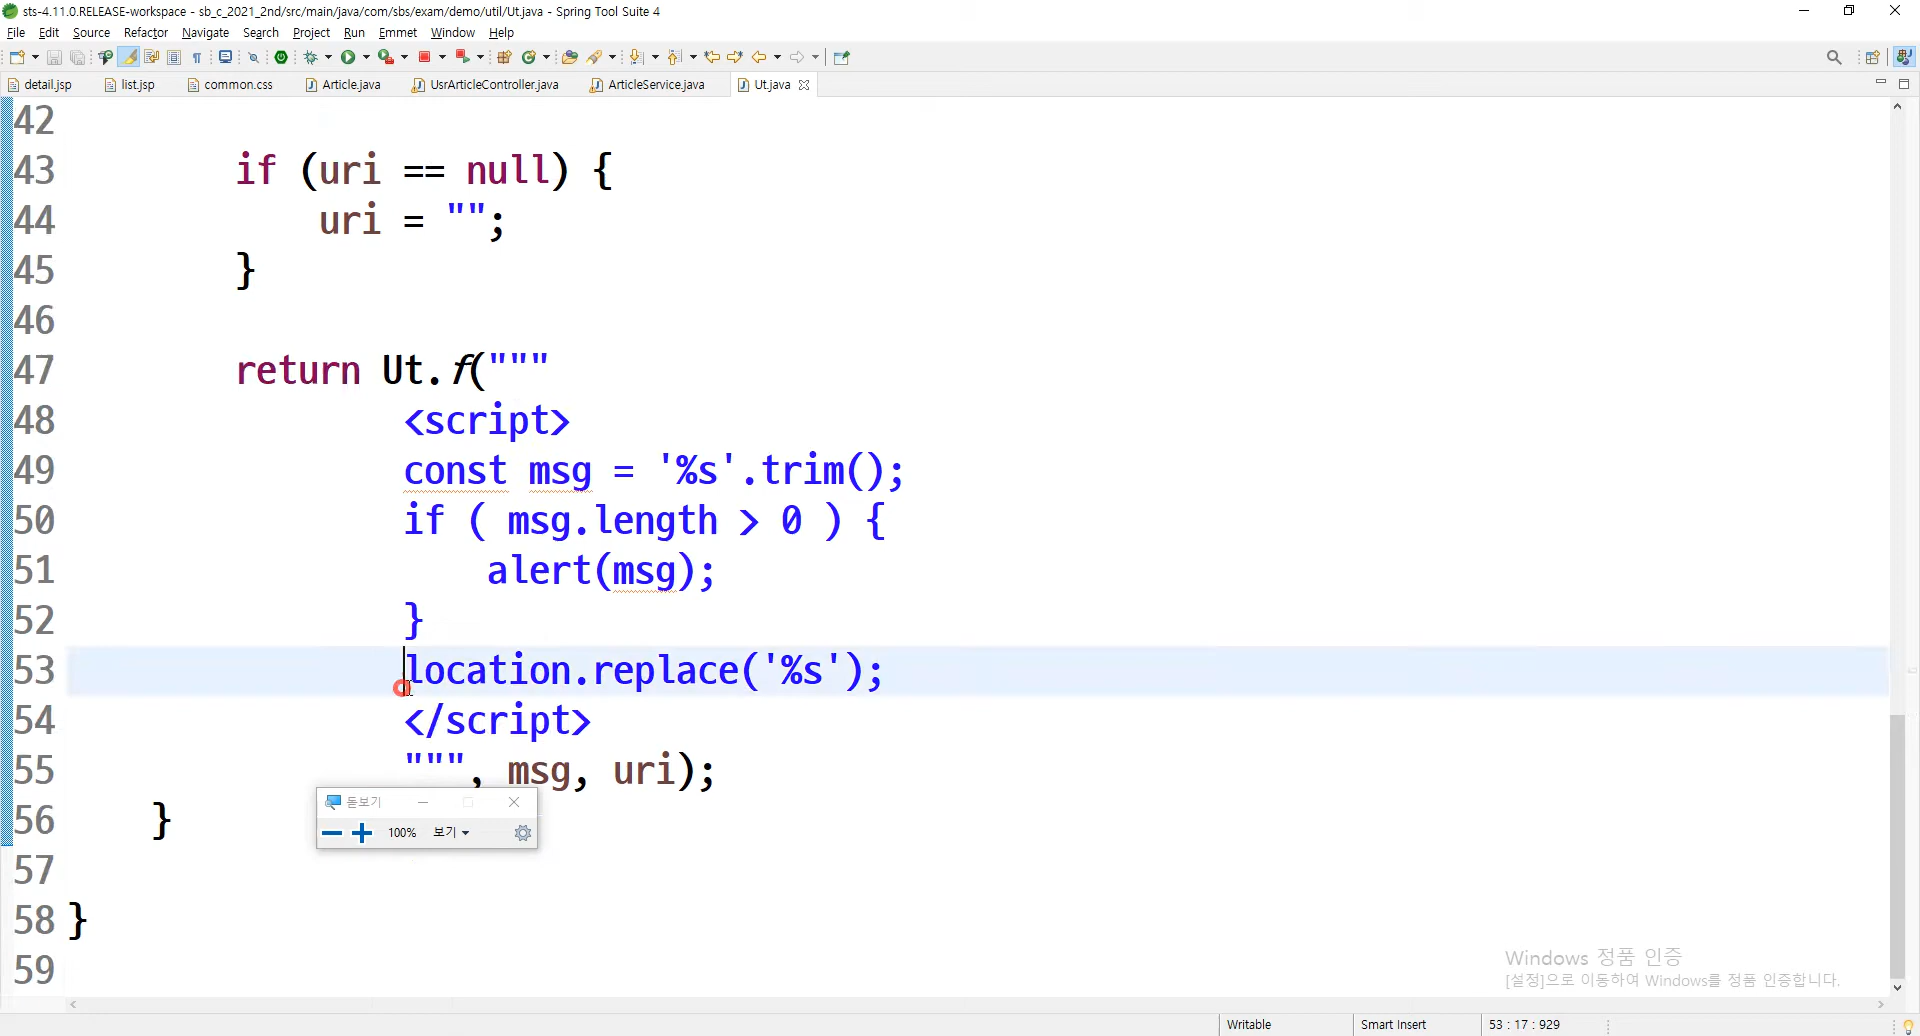 sts-4.11.0.RELEASE-workspace - sb_c_2021_2nd/src/main/java/com/sbs/exam/demo/util/Ut.java - Spring Tool Suite 4
File Edit Source Refactor Navigate Search Project Run Emmet Window Help
detail.jsp list.jsp common.css Article.java UsrArticleController.java ArticleService.java Ut.java
42
43 if (uri == null) {
44 uri = "";
45 }
46
47 return Ut.f("""
48 <script>
49 const msg = '%s'.trim();
50 if ( msg.length > 0 ) {
51 alert(msg);
52 }
53 location.replace('%s');
54 </script>
55 """, msg, uri);
돋보기
56 }
100% 보기
57
58 }
59
Windows 정품 인증
[설정]으로 이동하여 Windows를 정품 인증합니다.
Writable Smart Insert 53 : 17 : 929